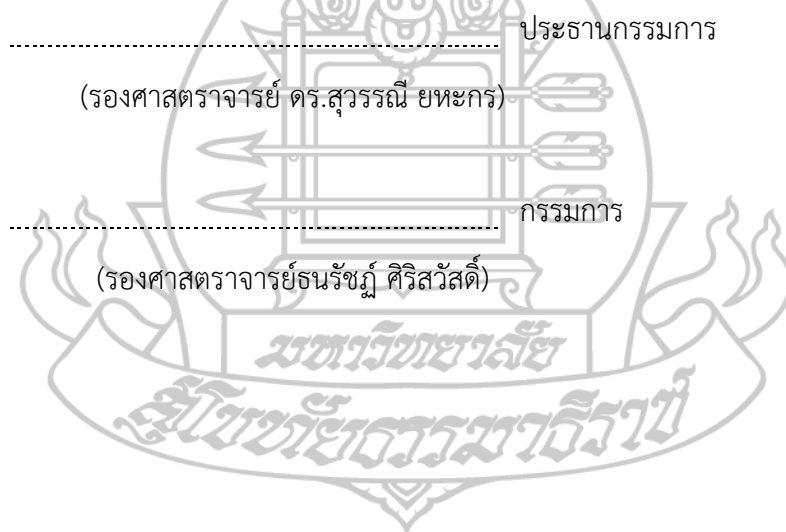 ประธานกรรมการ
(รองศาสตราจารย์ ดร.สุวรรณี ยหะกร)
กรรมการ
(รองศาสตราจารย์ธนรัชฏ์ ศิริสวัสดิ์)
มหาวิทยาลัย
สุโขทัยธรรมาธิราช